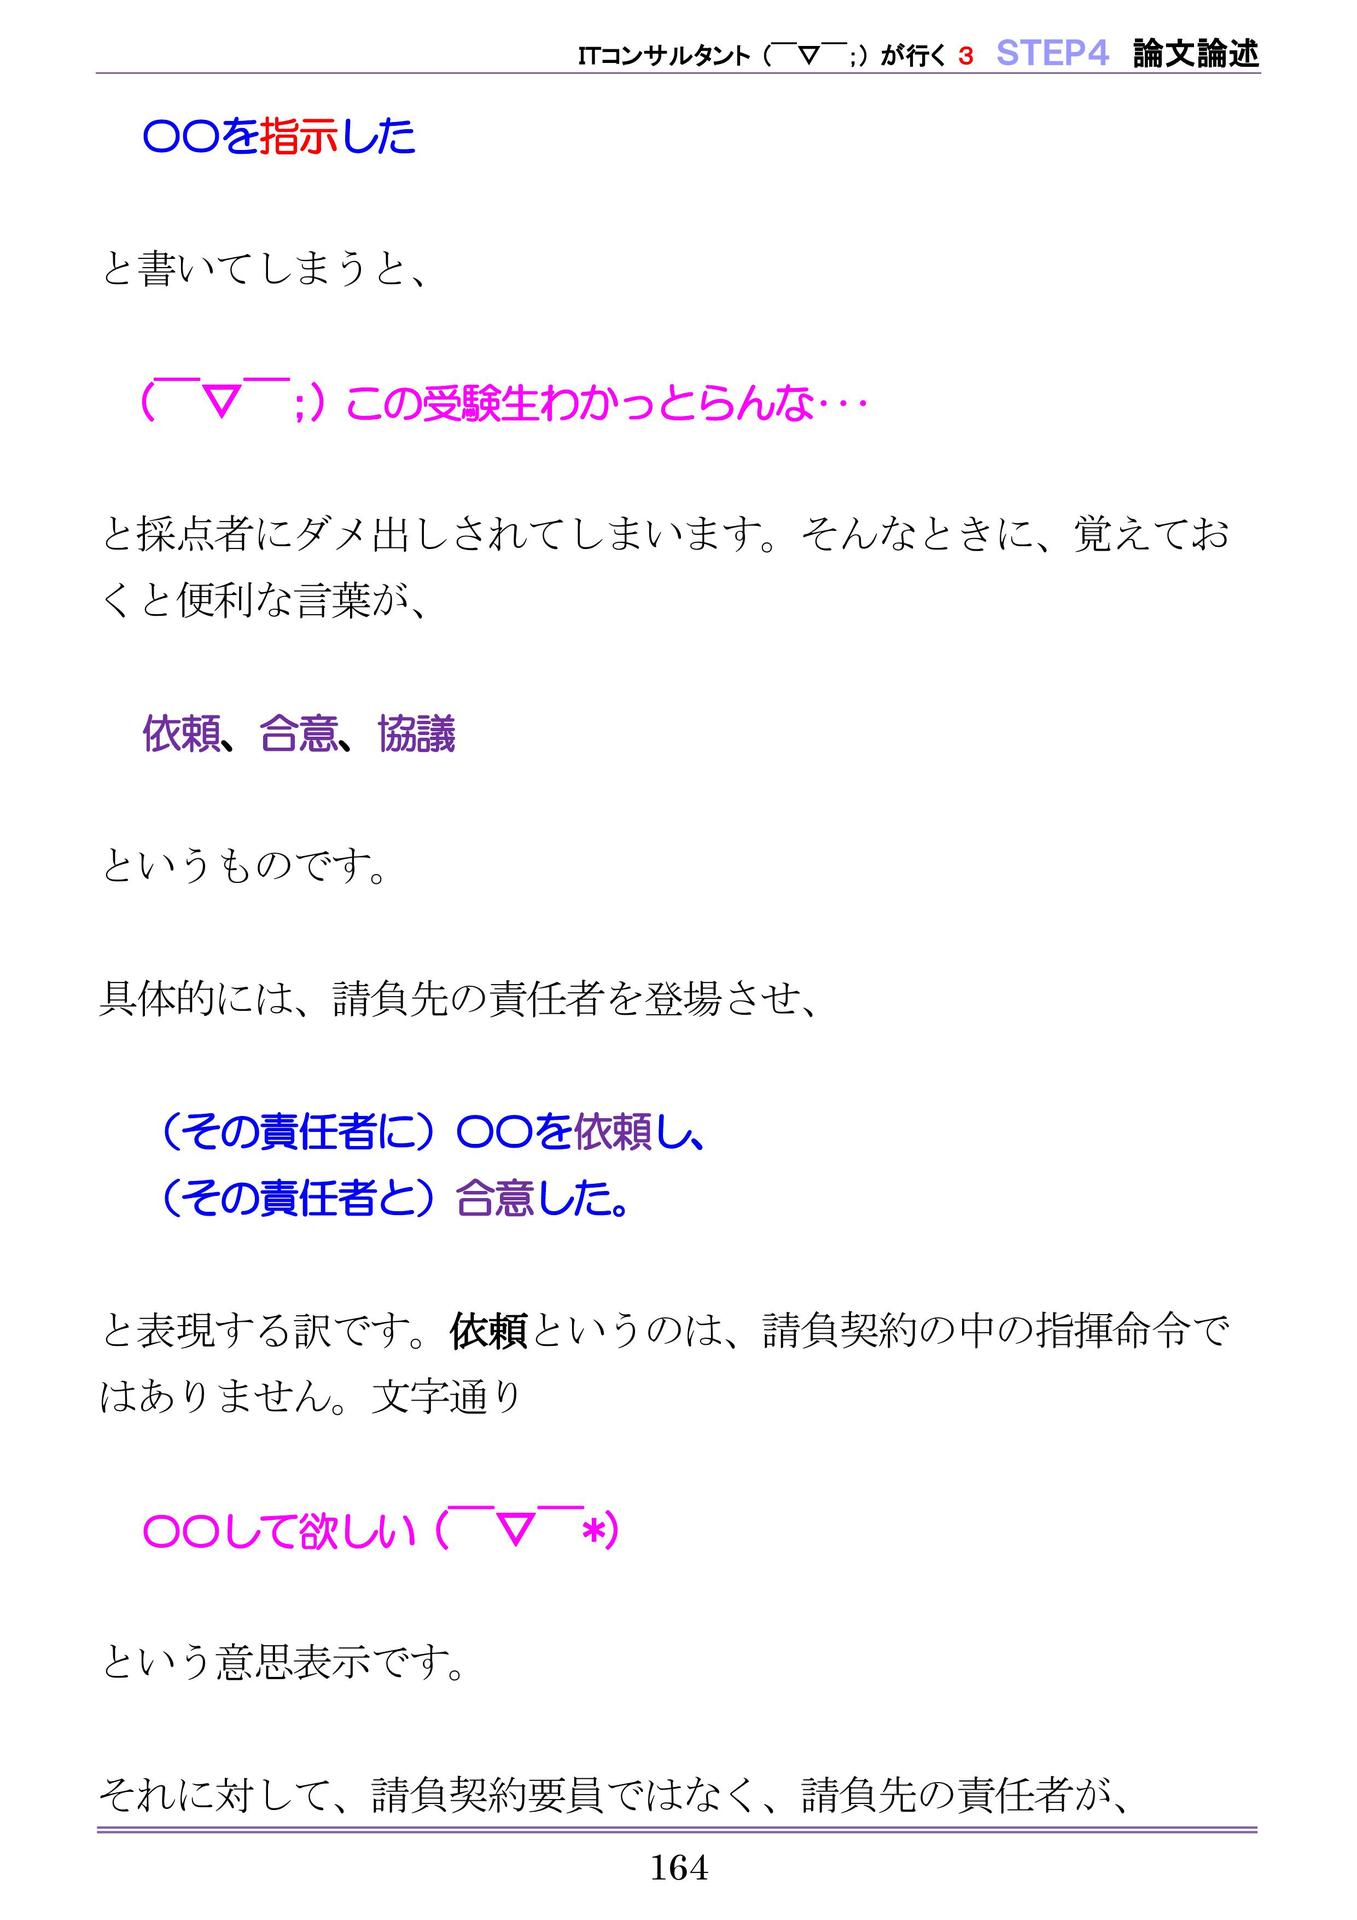 ITコンサルタント（￣▽￣；）が行く 3 STEP4 論文論述
〇〇を指示した
と書いてしまうと、
（￣▽￣；）この受験生わかっとらんな・・・
と採点者にダメ出しされてしまいます。そんなときに、覚えてお
くと便利な言葉が、
依頼、合意、協議
というものです。
具体的には、請負先の責任者を登場させ、
（その責任者に）〇〇を依頼し、
（その責任者と）合意した。
と表現する訳です。依頼というのは、請負契約の中の指揮命令で
はありません。文字通り
〇〇して欲しい（￣▽￣*）
という意思表示です。
それに対して、請負契約要員ではなく、請負先の責任者が、
164